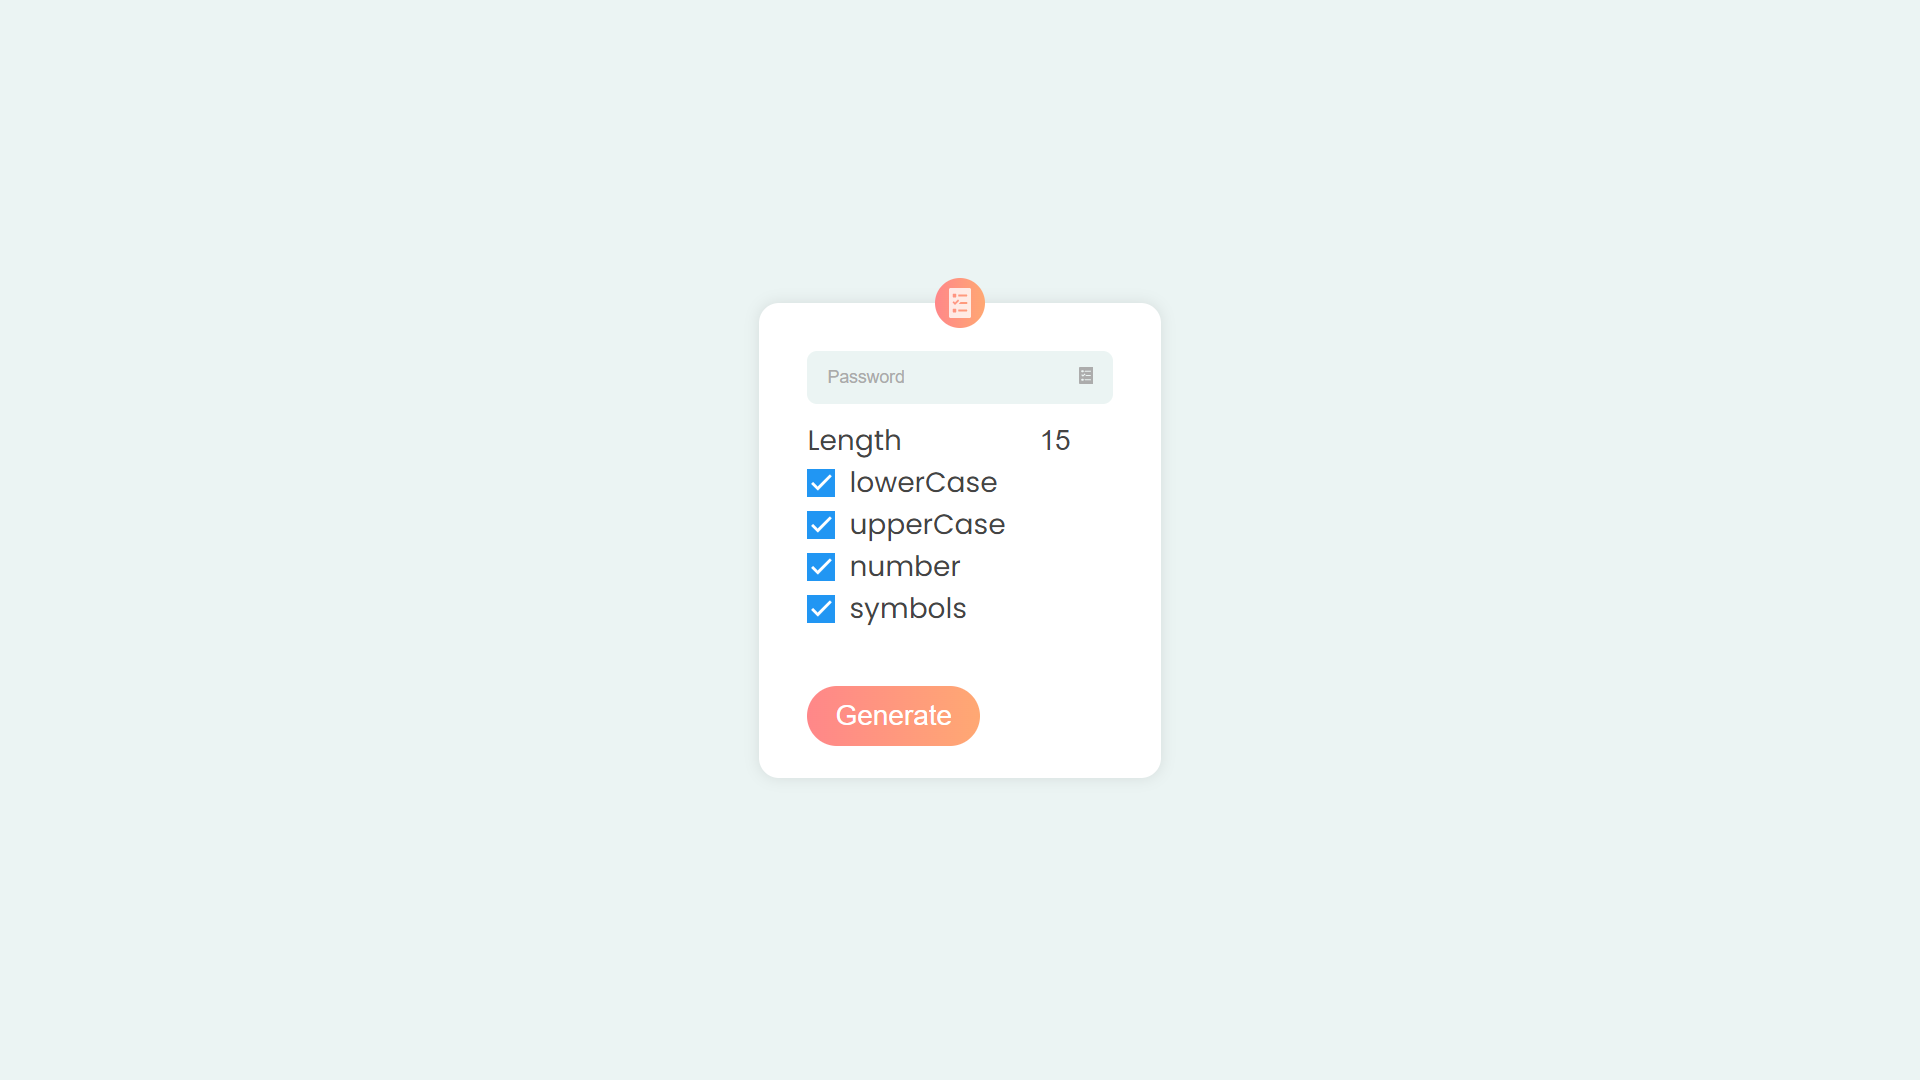 Password
Length 15
lowerCase
upperCase
number
symbols
Generate